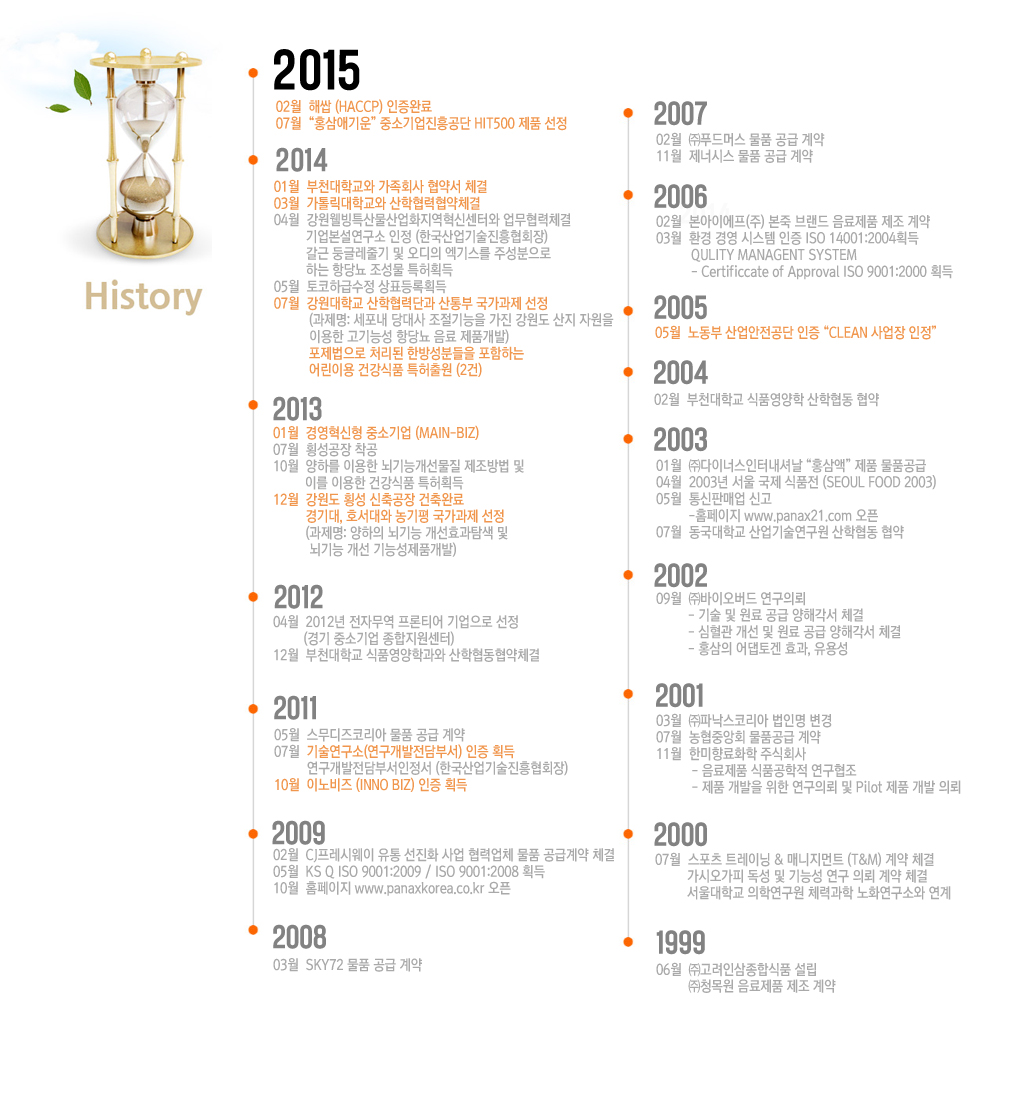 History
2015
02월 해썹 (HACCP) 인증완료
07월 “홍삼애기운” 중소기업진흥공단 HIT500 제품 선정
2014
01월 부천대학교와 가족회사 협약서 체결
03월 가톨릭대학교와 산학협력협약체결
04월 강원웰빙특산물산업화지역혁신센터와 업무협력체결
기업본설연구소 인정 (한국산업기술진흥협회장)
갈근 둥글레줄기 및 오디의 엑기스를 주성분으로
하는 항당뇨 조성물 특허획득
05월 토코하급수정 상표등록획득
07월 강원대학교 산학협력단과 산통부 국가과제 선정
(과제명: 세포내 당대사 조절기능을 가진 강원도 산지 자원을
이용한 고기능성 항당뇨 음료 제품개발)
포제법으로 처리된 한방성분들을 포함하는
어린이용 건강식품 특허출원 (2건)
2013
01월 경영혁신형 중소기업 (MAIN-BIZ)
07월 횡성공장 착공
10월 양하를 이용한 뇌기능개선물질 제조방법 및
이를 이용한 건강식품 특허획득
12월 강원도 횡성 신축공장 건축완료
경기대, 호서대와 농기평 국가과제 선정
(과제명: 양하의 뇌기능 개선효과탐색 및
뇌기능 개선 기능성제품개발)
2012
04월 2012년 전자무역 프론티어 기업으로 선정
(경기 중소기업 종합지원센터)
12월 부천대학교 식품영양학과와 산학협동협약체결
2011
05월 스무디즈코리아 물품 공급 계약
07월 기술연구소(연구개발전담부서) 인증 획득
연구개발전담부서인정서 (한국산업기술진흥협회장)
10월 이노비즈 (INNO BIZ) 인증 획득
2009
02월 CJ프레시웨이 유통 선진화 사업 협력업체 물품 공급계약 체결
05월 KS Q ISO 9001:2009 / ISO 9001:2008 획득
10월 홈페이지 www.panaxkorea.co.kr 오픈
2008
03월 SKY72 물품 공급 계약
2007
02월 ㈜푸드머스 물품 공급 계약
11월 제너시스 물품 공급 계약
2006
02월 본아이에프(주) 본죽 브랜드 음료제품 제조 계약
03월 환경 경영 시스템 인증 ISO 14001:2004획득
QULITY MANAGENT SYSTEM
- Certificcate of Approval ISO 9001:2000 획득
2005
05월 노동부 산업안전공단 인증 “CLEAN 사업장 인정”
2004
02월 부천대학교 식품영양학 산학협동 협약
2003
01월 ㈜다이너스인터내셔날 “홍삼액” 제품 물품공급
04월 2003년 서울 국제 식품전 (SEOUL FOOD 2003)
05월 통신판매업 신고
-홈페이지 www.panax21.com 오픈
07월 동국대학교 산업기술연구원 산학협동 협약
2002
09월 ㈜바이오버드 연구의뢰
- 기술 및 원료 공급 양해각서 체결
- 심혈관 개선 및 원료 공급 양해각서 체결
- 홍삼의 어댑토겐 효과, 유용성
2001
03월 ㈜파낙스코리아 법인명 변경
07월 농협중앙회 물품공급 계약
11월 한미향료화학 주식회사
- 음료제품 식품공학적 연구협조
- 제품 개발을 위한 연구의뢰 및 Pilot 제품 개발 의뢰
2000
07월 스포츠 트레이닝 & 매니지먼트 (T&M) 계약 체결
가시오가피 독성 및 기능성 연구 의뢰 계약 체결
서울대학교 의학연구원 체력과학 노화연구소와 연계
1999
06월 ㈜고려인삼종합식품 설립
㈜청목원 음료제품 제조 계약